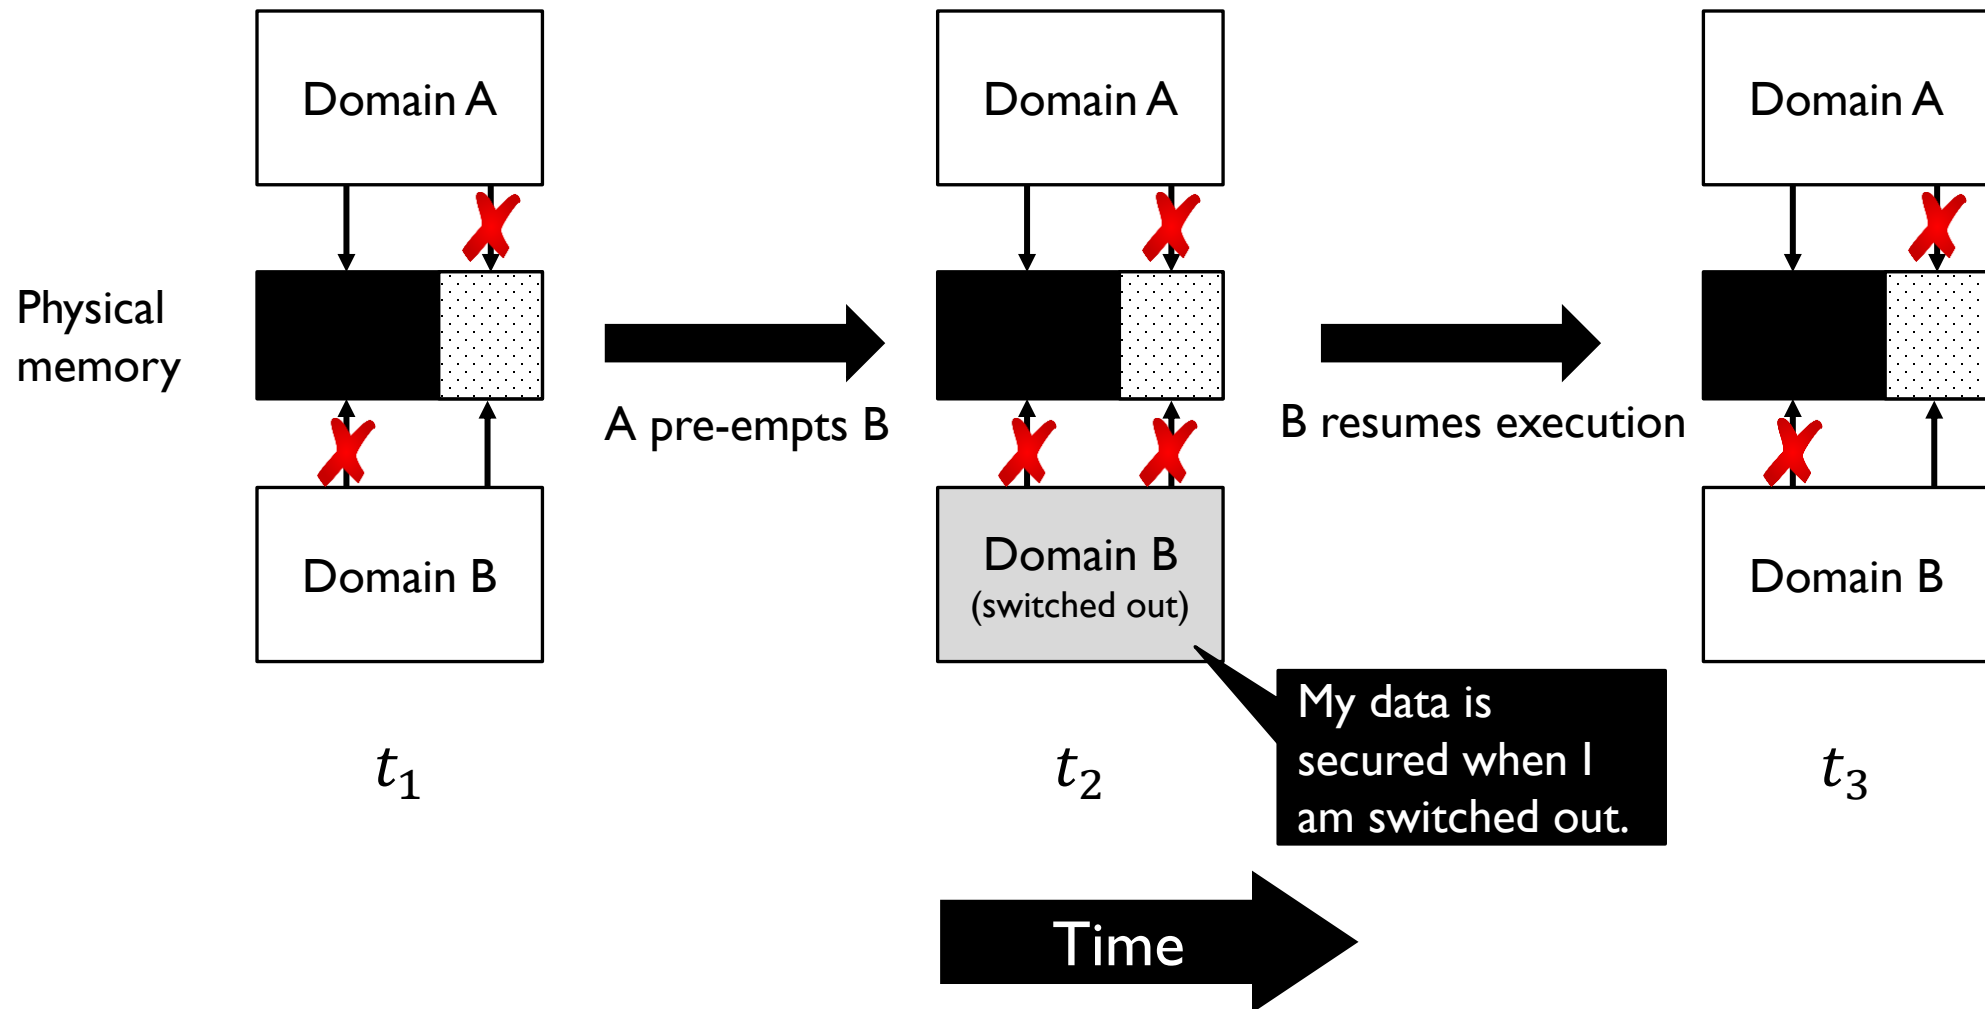 Domain A
Domain A
Domain A
Physical
memory
A pre-empts B
B resumes execution
Domain B
Domain B
(switched out)
Domain B
My data is
secured when I
am switched out.
t₁
t₂
t₃
Time